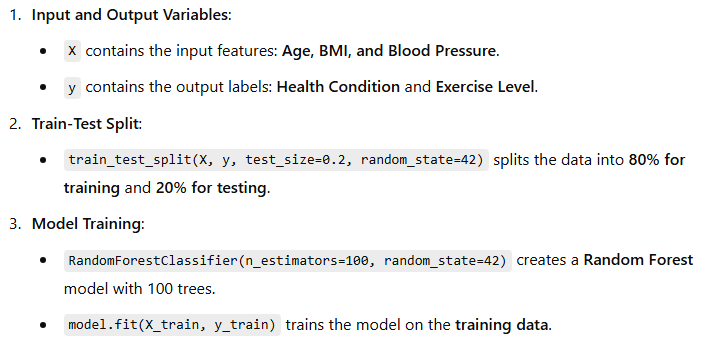 1. Input and Output Variables:
• X contains the input features: Age, BMI, and Blood Pressure.
• y contains the output labels: Health Condition and Exercise Level.
2. Train-Test Split:
• train_test_split(X, y, test_size=0.2, random_state=42) splits the data into 80% for
training and 20% for testing.
3. Model Training:
• RandomForestClassifier(n_estimators=100, random_state=42) creates a Random Forest
model with 100 trees.
• model.fit(X_train, y_train) trains the model on the training data.